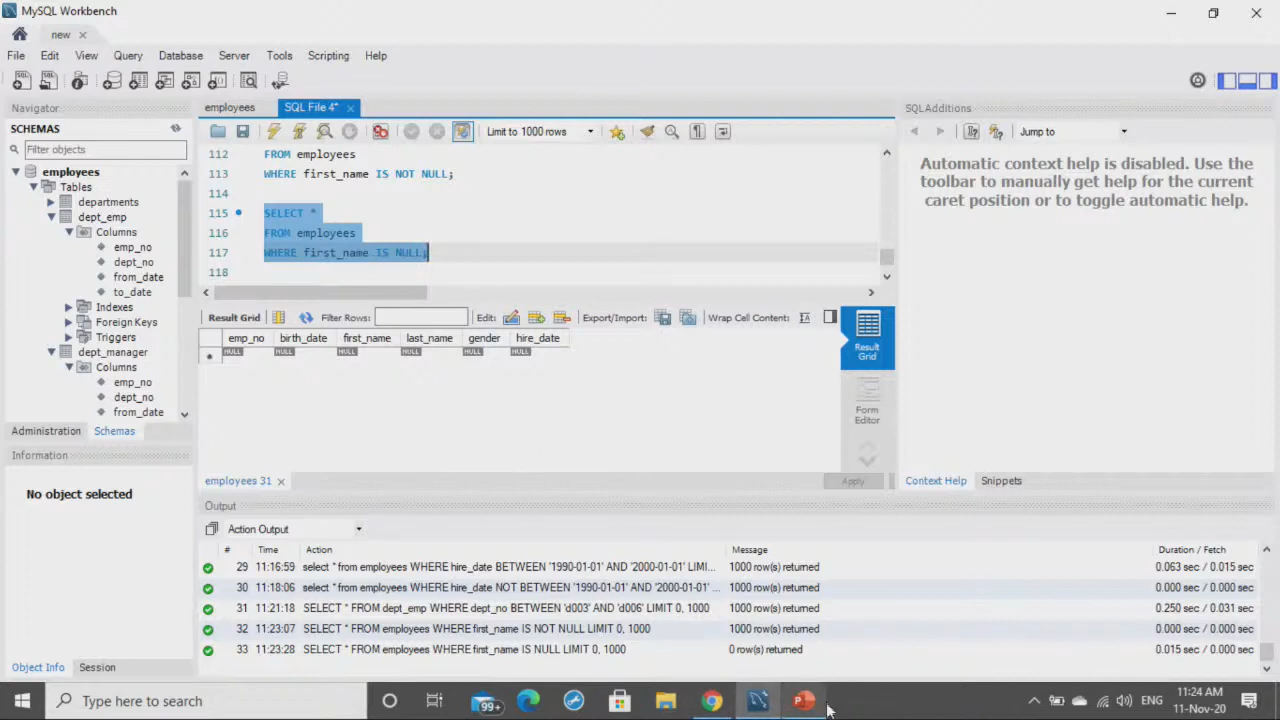 MySQL Workbench
new
File Edit View Query Database Server Tools Scripting Help
Navigator
SCHEMAS
Filter objects
employees
Tables
departments
dept_emp
Columns
emp_no
dept_no
from_date
to_date
Indexes
Foreign Keys
Triggers
dept_manager
Columns
emp_no
dept_no
from_date
Administration Schemas
Information
No object selected
Object Info Session
employees SQL File 4*
Limit to 1000 rows
112 FROM employees
113 WHERE first_name IS NOT NULL;
114
115 SELECT *
116 FROM employees
117 WHERE first_name IS NULL;
118
Result Grid Filter Rows: Edit: Export/Import: Wrap Cell Content:
emp_no birth_date first_name last_name gender hire_date
NULL NULL NULL NULL NULL NULL
Result Grid
Form Editor
employees 31
Apply
SQLAdditions
Jump to
Automatic context help is disabled. Use the
toolbar to manually get help for the current
caret position or to toggle automatic help.
Context Help Snippets
Output
Action Output
# Time Action Message Duration / Fetch
29 11:16:59 select * from employees WHERE hire_date BETWEEN '1990-01-01' AND '2000-01-01' LIMI... 1000 row(s) returned 0.063 sec / 0.015 sec
30 11:18:06 select * from employees WHERE hire_date NOT BETWEEN '1990-01-01' AND '2000-01-01' ... 1000 row(s) returned 0.000 sec / 0.000 sec
31 11:21:18 SELECT * FROM dept_emp WHERE dept_no BETWEEN 'd003' AND 'd006' LIMIT 0, 1000 1000 row(s) returned 0.250 sec / 0.031 sec
32 11:23:07 SELECT * FROM employees WHERE first_name IS NOT NULL LIMIT 0, 1000 1000 row(s) returned 0.000 sec / 0.000 sec
33 11:23:28 SELECT * FROM employees WHERE first_name IS NULL LIMIT 0, 1000 0 row(s) returned 0.015 sec / 0.000 sec
Type here to search
99+
ENG
11:24 AM
11-Nov-20